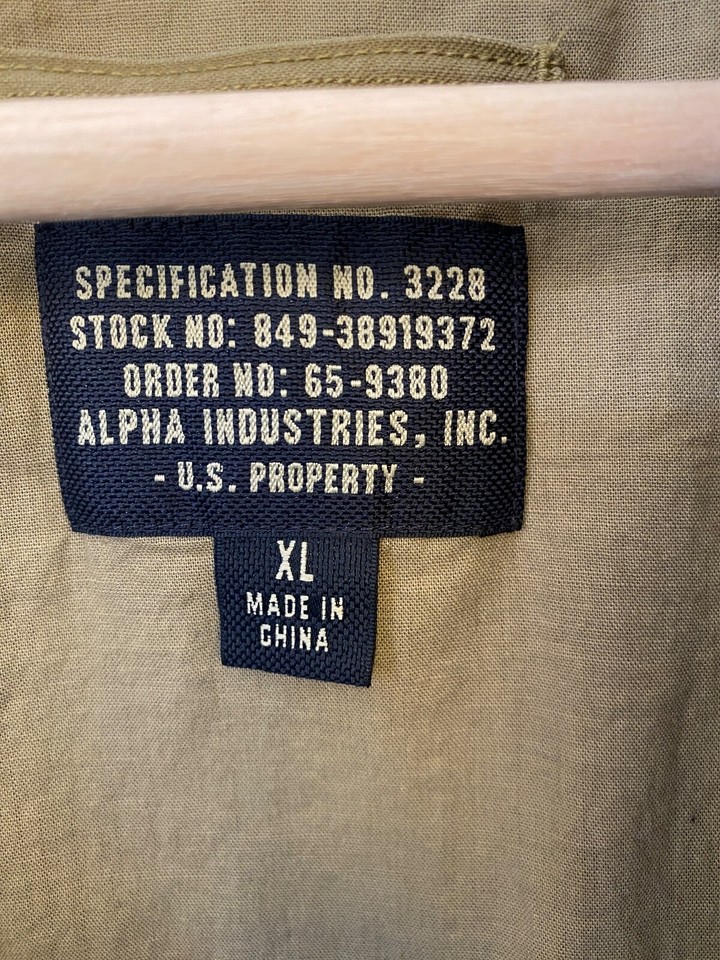 SPECIFICATION NO. 3228
STOCK NO: 849-38919372
ORDER NO: 65-9380
ALPHA INDUSTRIES, INC.
- U.S. PROPERTY -
XL
MADE IN
CHINA